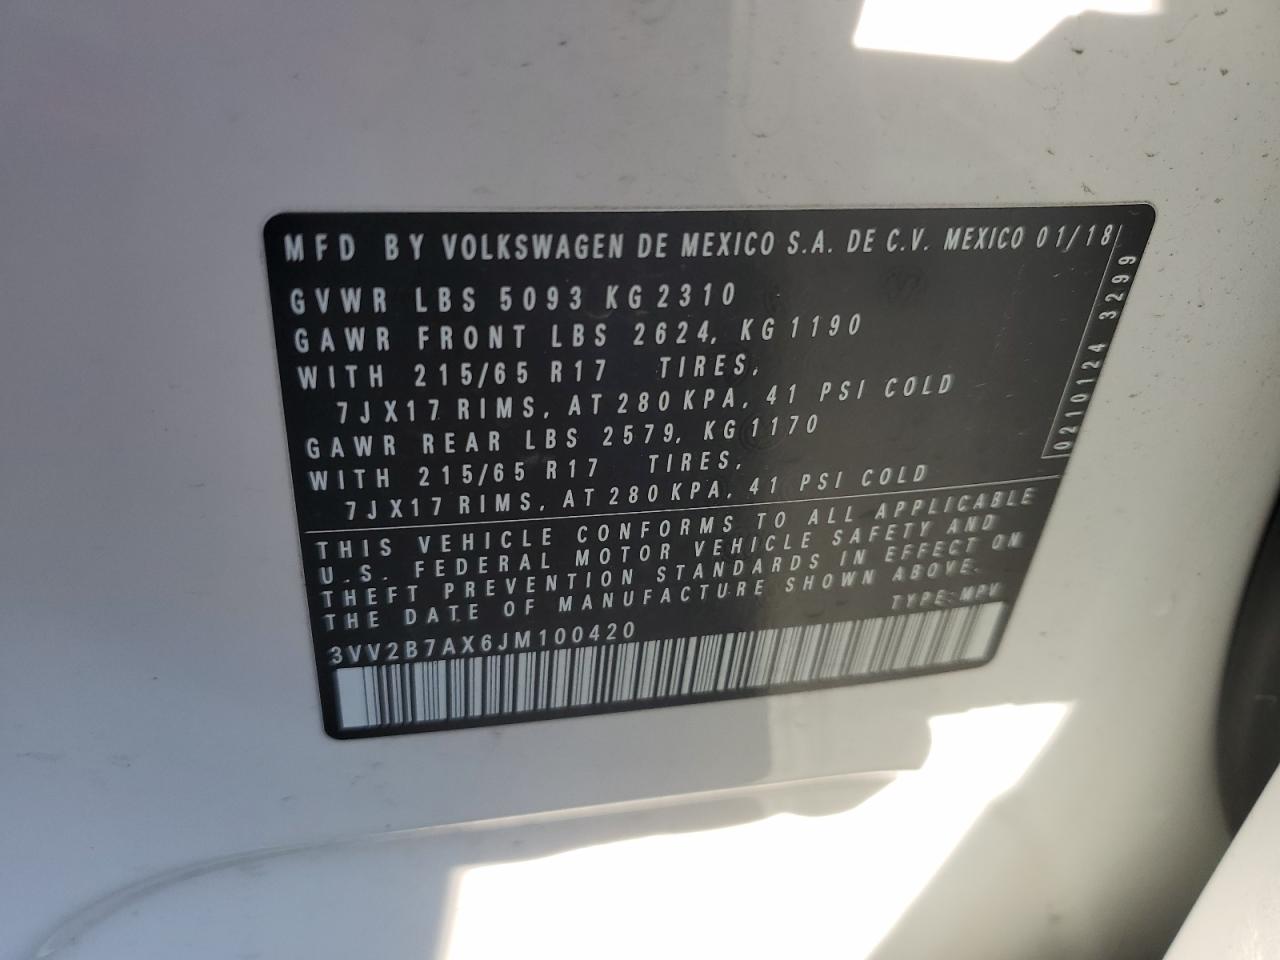 MFD BY VOLKSWAGEN DE MEXICO S.A. DE C.V. MEXICO 01/18
GVWR LBS 5093 KG 2310
GAWR FRONT LBS 2624, KG 1190
WITH 215/65 R17 TIRES,
7JX17 RIMS, AT 280 KPA, 41 PSI COLD
GAWR REAR LBS 2579, KG 1170
WITH 215/65 R17 TIRES,
7JX17 RIMS, AT 280 KPA, 41 PSI COLD
THIS VEHICLE CONFORMS TO ALL APPLICABLE
U.S. FEDERAL MOTOR VEHICLE SAFETY AND
THEFT PREVENTION STANDARDS IN EFFECT ON
THE DATE OF MANUFACTURE SHOWN ABOVE.
TYPE: MPV
3VV2B7AX6JM100420
0210124 3299